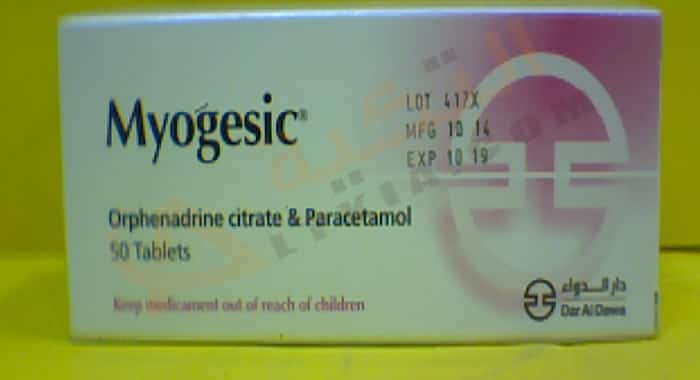 Myogesic®
LOT 417X
MFG 10 14
EXP 10 19
Orphenadrine citrate & Paracetamol
50 Tablets
Keep medicament out of reach of children
دار الدواء
Dar Al Dawa